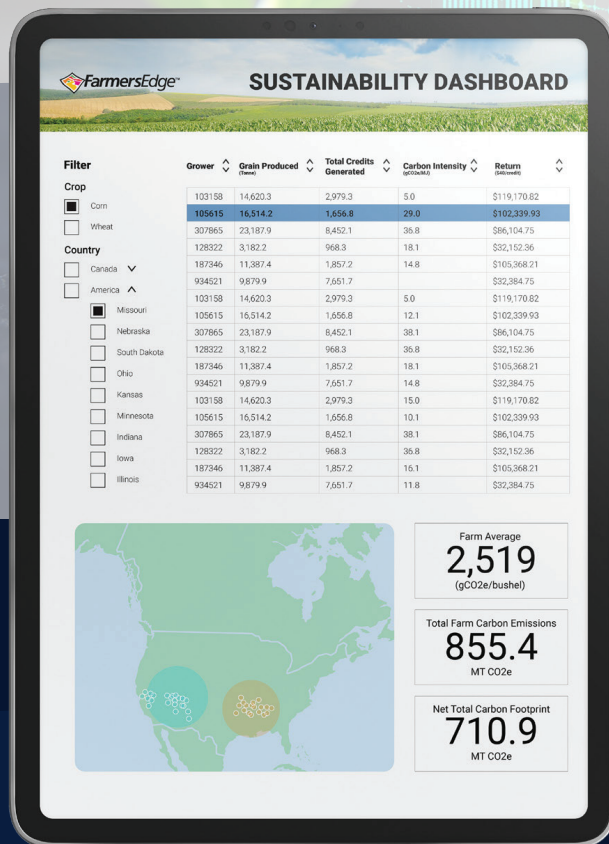 FarmersEdge™
SUSTAINABILITY DASHBOARD
Filter
Crop
Corn
Wheat
Country
Canada
America
Missouri
Nebraska
South Dakota
Ohio
Kansas
Minnesota
Indiana
Iowa
Illinois
Grower Grain Produced (Tonne) Total Credits Generated Carbon Intensity (gCO2e/MJ) Return ($40/credit)
103158 14,620.3 2,979.3 5.0 $119,170.82
105615 16,514.2 1,656.8 29.0 $102,339.93
307865 23,187.9 8,452.1 36.8 $86,104.75
128322 3,182.2 968.3 18.1 $32,152.36
187346 11,387.4 1,857.2 14.8 $105,368.21
934521 9,879.9 7,651.7 $32,384.75
103158 14,620.3 2,979.3 5.0 $119,170.82
105615 16,514.2 1,656.8 12.1 $102,339.93
307865 23,187.9 8,452.1 38.1 $86,104.75
128322 3,182.2 968.3 36.8 $32,152.36
187346 11,387.4 1,857.2 18.1 $105,368.21
934521 9,879.9 7,651.7 14.8 $32,384.75
103158 14,620.3 2,979.3 15.0 $119,170.82
105615 16,514.2 1,656.8 10.1 $102,339.93
307865 23,187.9 8,452.1 38.1 $86,104.75
128322 3,182.2 968.3 36.8 $32,152.36
187346 11,387.4 1,857.2 16.1 $105,368.21
934521 9,879.9 7,651.7 11.8 $32,384.75
Farm Average
2,519
(gCO2e/bushel)
Total Farm Carbon Emissions
855.4
MT CO2e
Net Total Carbon Footprint
710.9
MT CO2e